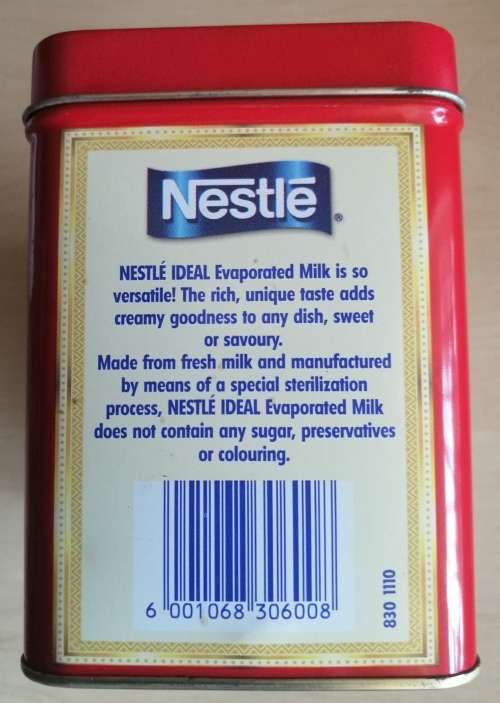 Nestlé®
NESTLÉ IDEAL Evaporated Milk is so
versatile! The rich, unique taste adds
creamy goodness to any dish, sweet
or savoury.
Made from fresh milk and manufactured
by means of a special sterilization
process, NESTLÉ IDEAL Evaporated Milk
does not contain any sugar, preservatives
or colouring.
6 001068 306008
830 1110